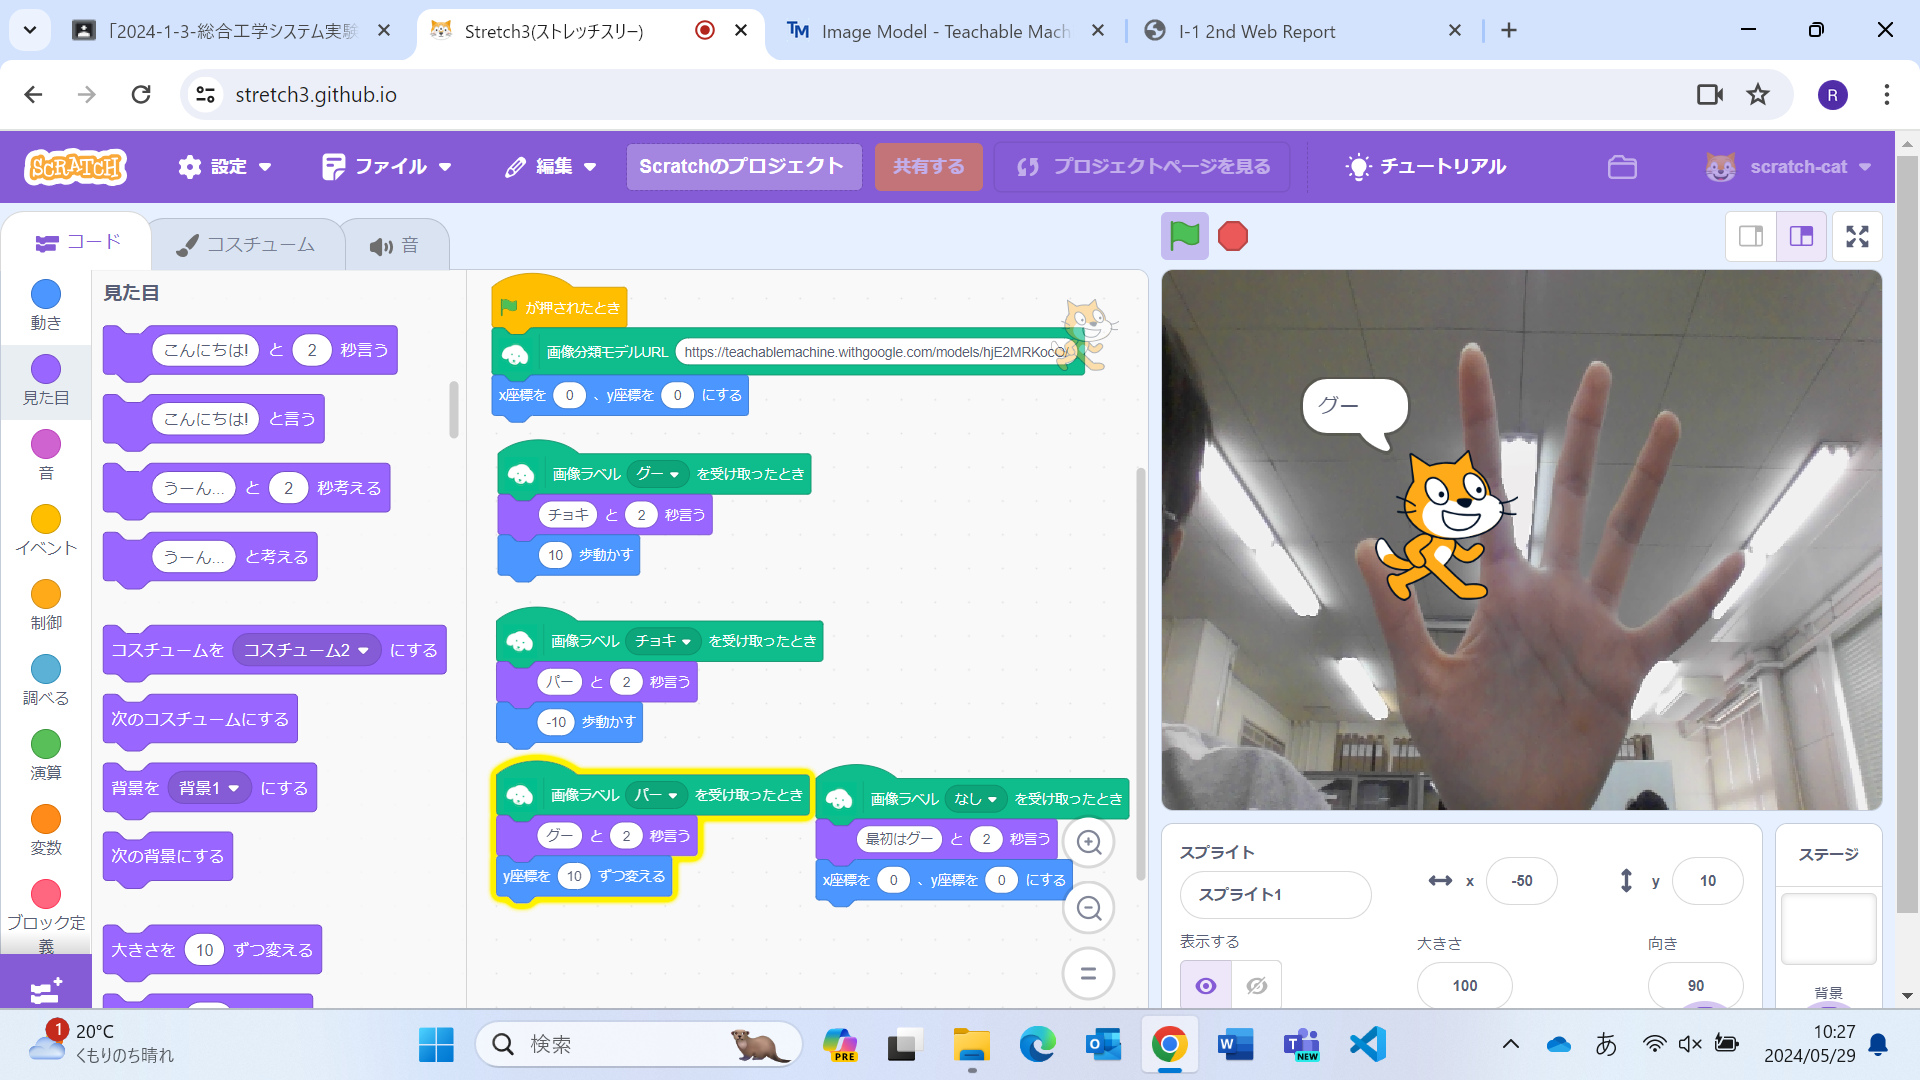 「2024-1-3-総合工学システム実験
Stretch3(ストレッチスリー)
Image Model - Teachable Mach
I-1 2nd Web Report
stretch3.github.io
R
SCRATCH
設定
ファイル
編集
Scratchのプロジェクト
共有する
プロジェクトページを見る
チュートリアル
scratch-cat
コード
コスチューム
音
動き
見た目
音
イベント
制御
調べる
演算
変数
ブロック定
義
見た目
こんにちは! と 2 秒言う
こんにちは! と言う
うーん... と 2 秒考える
うーん... と考える
コスチュームを コスチューム2 にする
次のコスチュームにする
背景を 背景1 にする
次の背景にする
大きさを 10 ずつ変える
が押されたとき
画像分類モデルURL https://teachablemachine.withgoogle.com/models/hjE2MRKocO/
x座標を 0 、y座標を 0 にする
画像ラベル グー を受け取ったとき
チョキ と 2 秒言う
10 歩動かす
画像ラベル チョキ を受け取ったとき
パー と 2 秒言う
-10 歩動かす
画像ラベル パー を受け取ったとき
グー と 2 秒言う
y座標を 10 ずつ変える
画像ラベル なし を受け取ったとき
最初はグー と 2 秒言う
x座標を 0 、y座標を 0 にする
グー
スプライト
スプライト1
x -50
y 10
表示する
大きさ
100
向き
90
ステージ
背景
1
20°C
くもりのち晴れ
検索
PRE
NEW
あ
10:27
2024/05/29